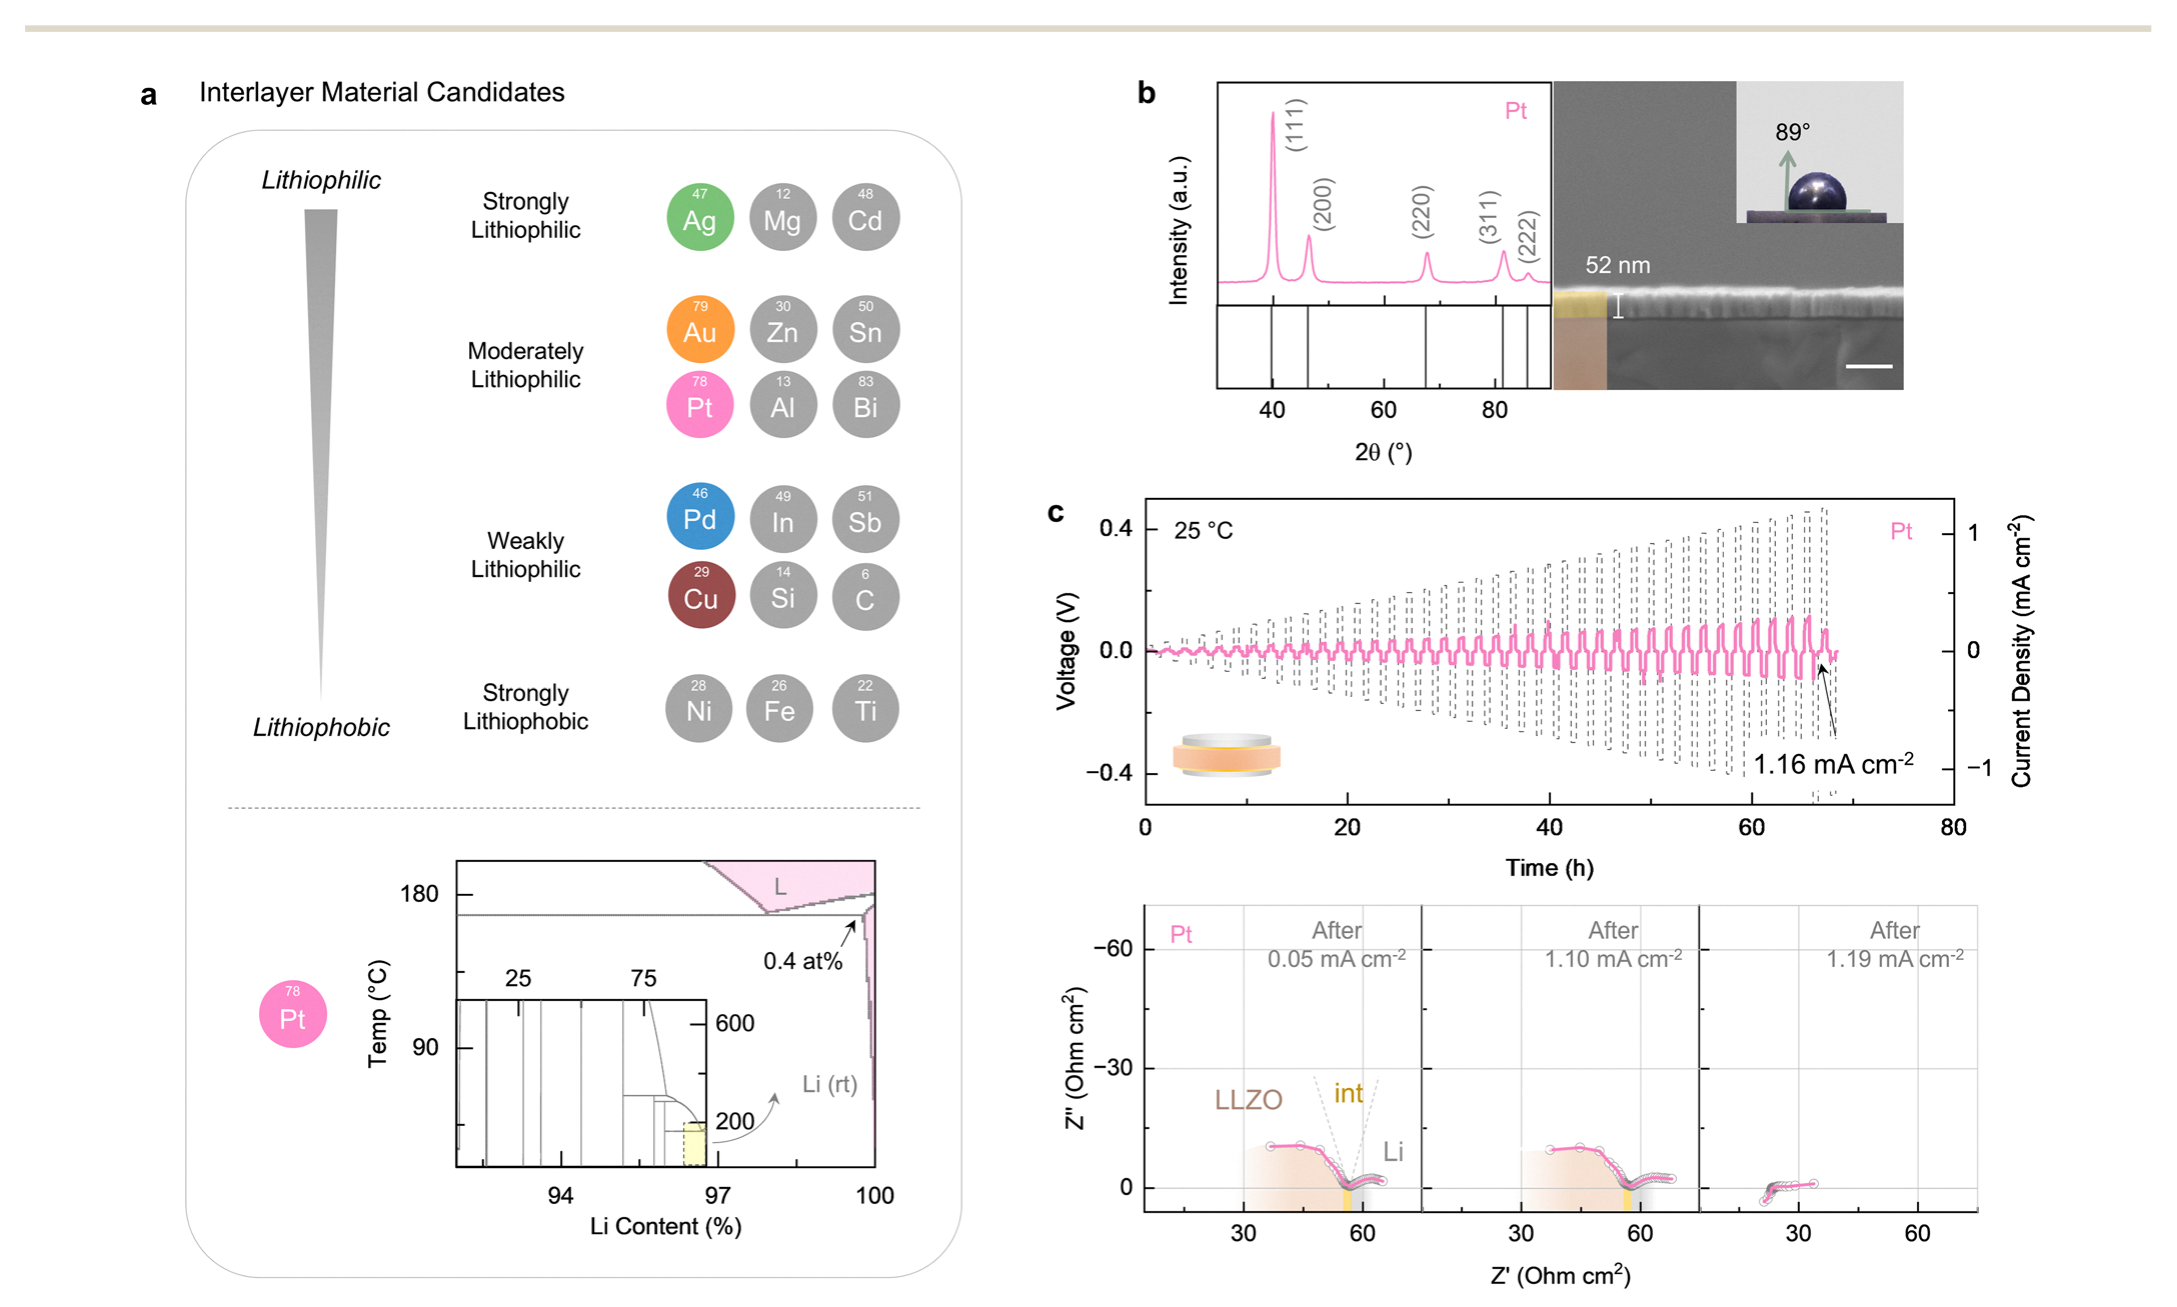 a Interlayer Material Candidates
Lithiophilic
Lithiophobic
Strongly
Lithiophilic
47 Ag 12 Mg 48 Cd
Moderately
Lithiophilic
79 Au 30 Zn 50 Sn
78 Pt 13 Al 83 Bi
Weakly
Lithiophilic
46 Pd 49 In 51 Sb
29 Cu 14 Si 6 C
Strongly
Lithiophobic
28 Ni 26 Fe 22 Ti
78 Pt
Temp (°C)
180
90
L
0.4 at%
25 75
600
200
Li (rt)
94 97 100
Li Content (%)
b
Intensity (a.u.)
Pt
(111)
(200)
(220)
(311)
(222)
40 60 80
2θ (°)
89°
52 nm
c
25 °C
Pt
Voltage (V)
0.4
0.0
−0.4
1
0
−1
Current Density (mA cm⁻²)
1.16 mA cm⁻²
0 20 40 60 80
Time (h)
Z'' (Ohm cm²)
−60
−30
0
Pt
After
0.05 mA cm⁻²
LLZO
int
Li
After
1.10 mA cm⁻²
After
1.19 mA cm⁻²
30 60 30 60 30 60
Z' (Ohm cm²)